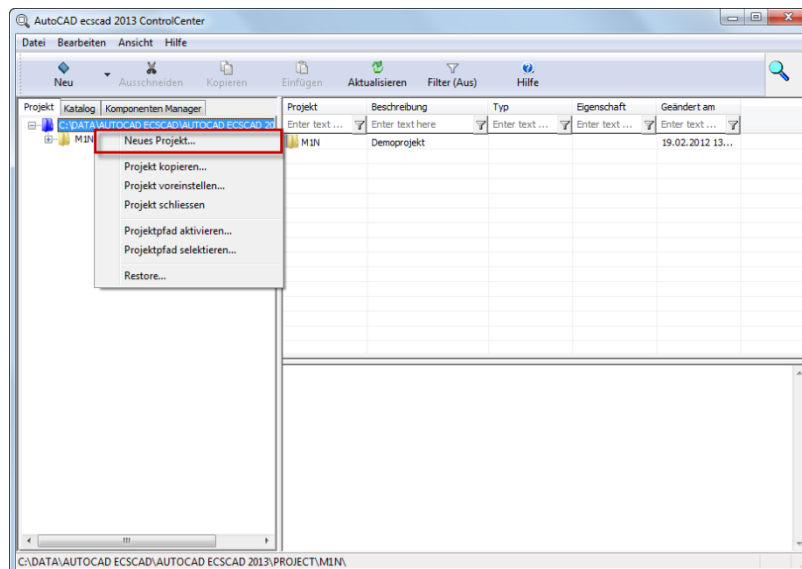 AutoCAD ecscad 2013 ControlCenter
Datei Bearbeiten Ansicht Hilfe
Neu Ausschneiden Kopieren Einfügen Aktualisieren Filter (Aus) Hilfe
Projekt Katalog Komponenten Manager
Projekt Beschreibung Typ Eigenschaft Geändert am
C:\DATA\AUTOCAD ECSCAD\AUTOCAD ECSCAD 20
Enter text ... Enter text here Enter text ... Enter text ... Enter text ...
M1N
M1N Demoprojekt 19.02.2012 13...
Neues Projekt...
Projekt kopieren...
Projekt voreinstellen...
Projekt schliessen
Projektpfad aktivieren...
Projektpfad selektieren...
Restore...
C:\DATA\AUTOCAD ECSCAD\AUTOCAD ECSCAD 2013\PROJECT\M1N\